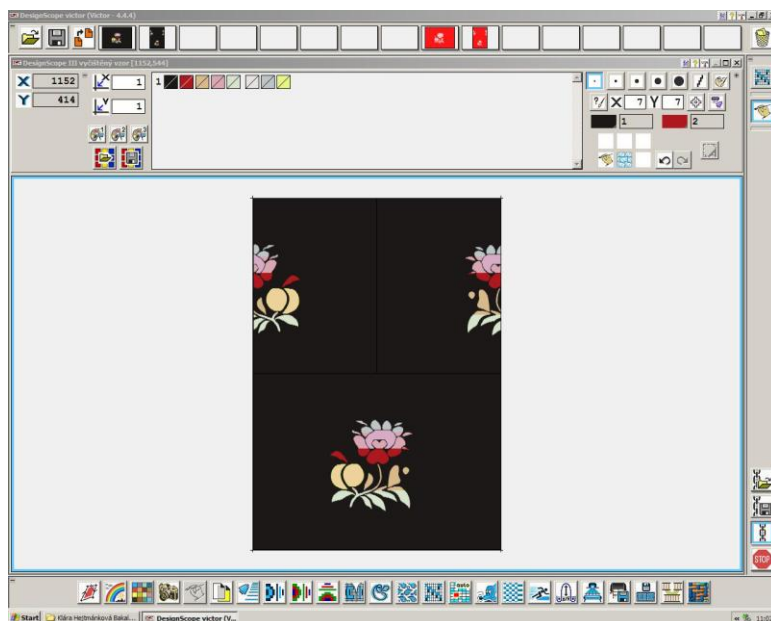 DesignScope victor (Victor - 4.4.4)
DesignScope III vyčištěný vzor [1152,544]
X 1152 X 1 1
Y 414 Y 1
X 7 Y 7
1 2
note
STOP
Start Klára Hejtmánková Bakal... DesignScope victor (V...